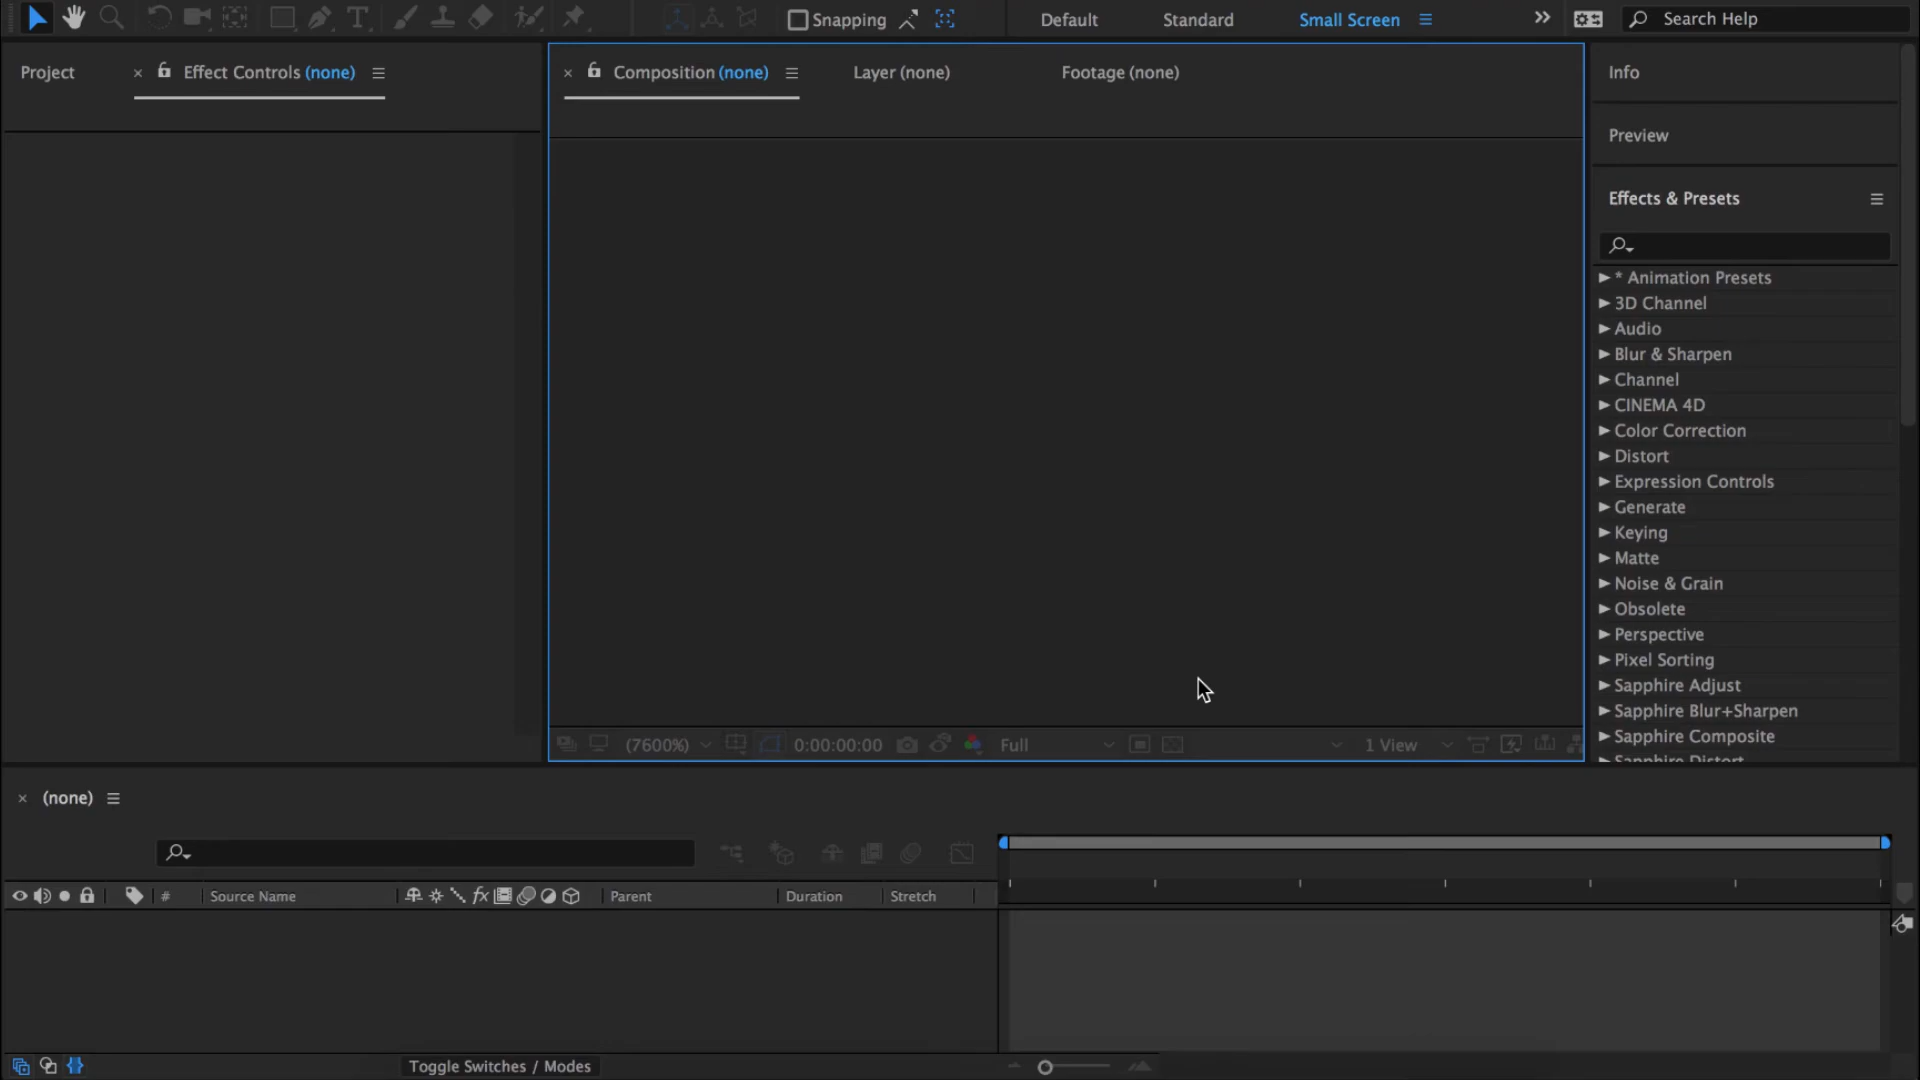 Snapping
Default
Standard
Small Screen
Search Help
Project
Effect Controls (none)
Composition (none)
Layer (none)
Footage (none)
Info
Preview
Effects & Presets
* Animation Presets
3D Channel
Audio
Blur & Sharpen
Channel
CINEMA 4D
Color Correction
Distort
Expression Controls
Generate
Keying
Matte
Noise & Grain
Obsolete
Perspective
Pixel Sorting
Sapphire Adjust
Sapphire Blur+Sharpen
Sapphire Composite
Sapphire Distort
(7600%)
0:00:00:00
Full
1 View
(none)
#
Source Name
fx
Parent
Duration
Stretch
Toggle Switches / Modes